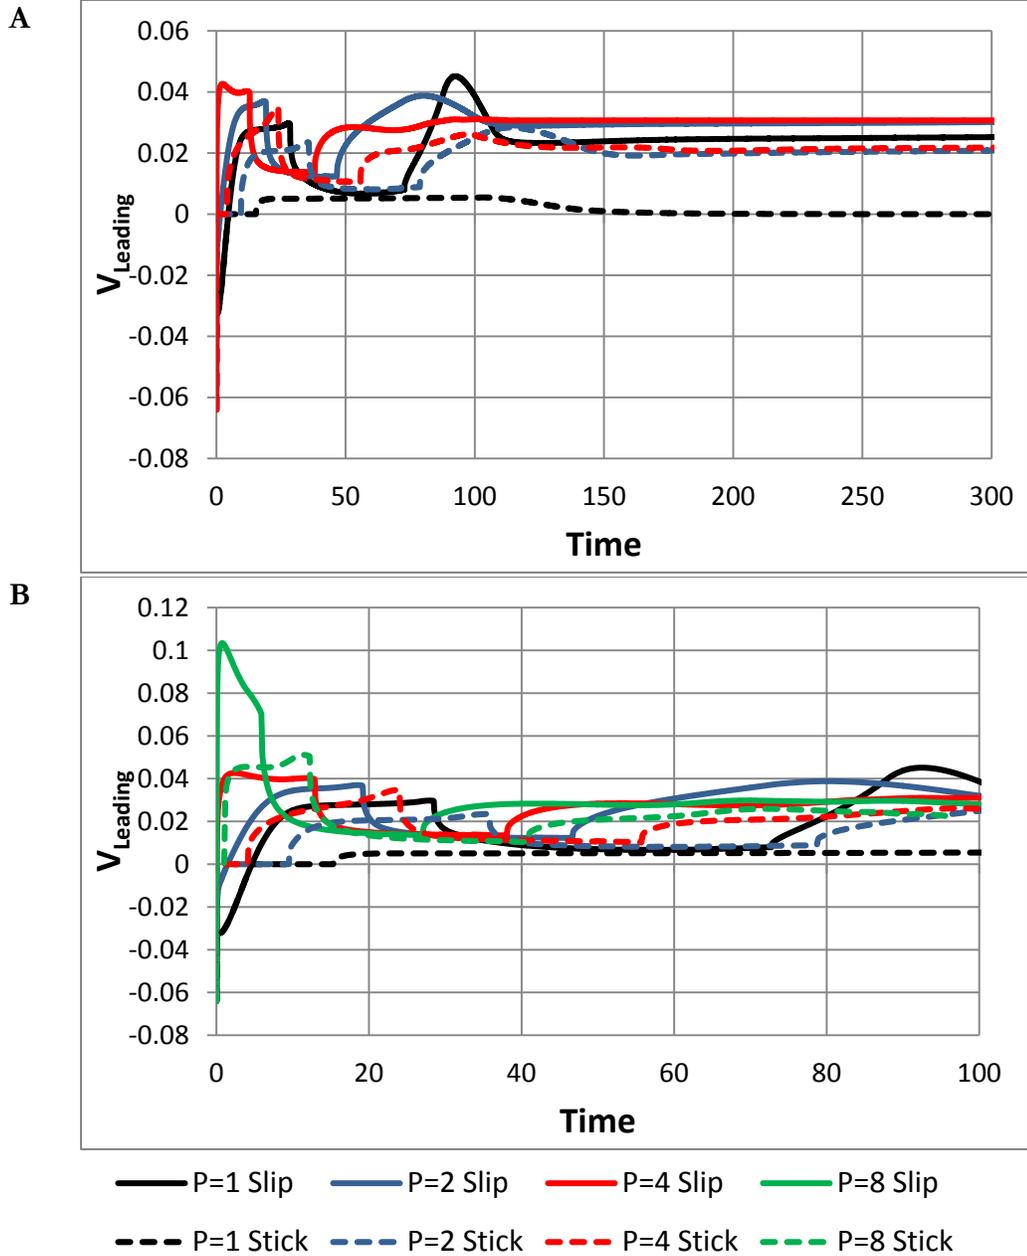 A
0.06
0.04
0.02
0
-0.02
-0.04
-0.06
-0.08
V Leading
0 50 100 150 200 250 300
Time
B
0.12
0.1
0.08
0.06
0.04
0.02
0
-0.02
-0.04
-0.06
-0.08
V Leading
0 20 40 60 80 100
Time
P=1 Slip P=2 Slip P=4 Slip P=8 Slip
P=1 Stick P=2 Stick P=4 Stick P=8 Stick